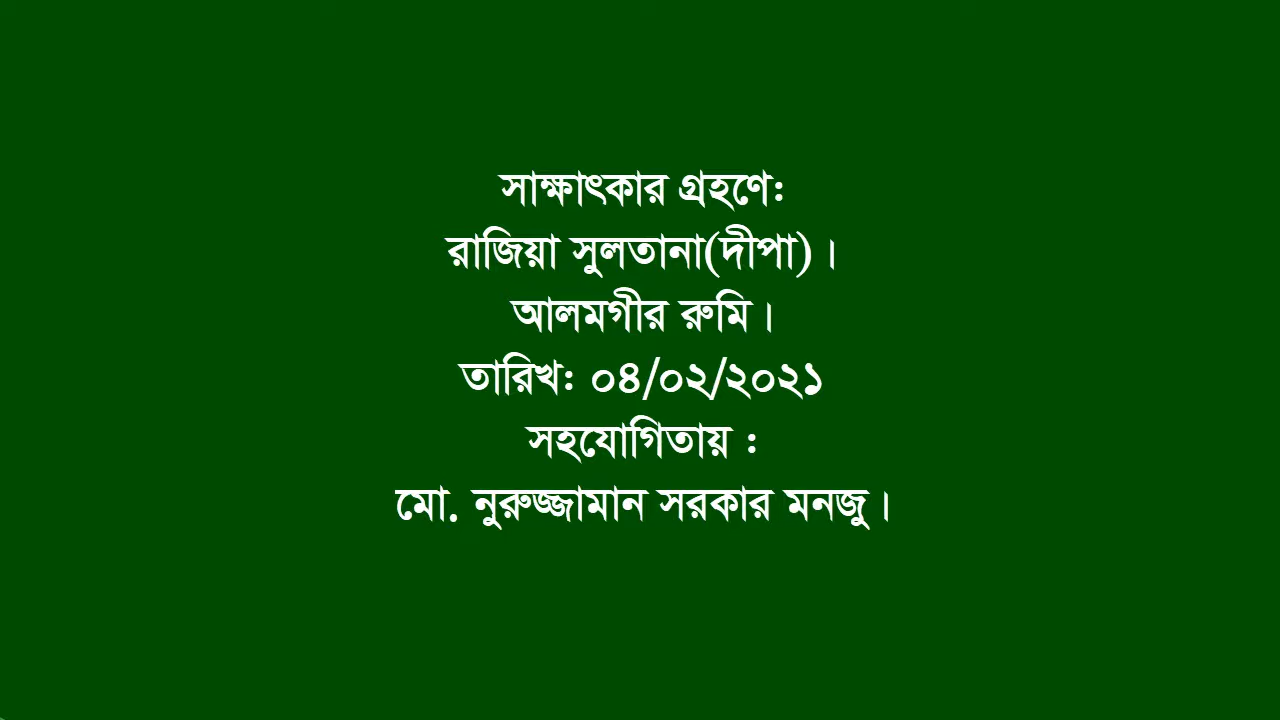 সাক্ষাৎকার গ্রহণে:
রাজিয়া সুলতানা(দীপা)।
আলমগীর রুমি।
তারিখ: ০৪/০২/২০২১
সহযোগিতায় :
মো. নুরুজ্জামান সরকার মনজু।